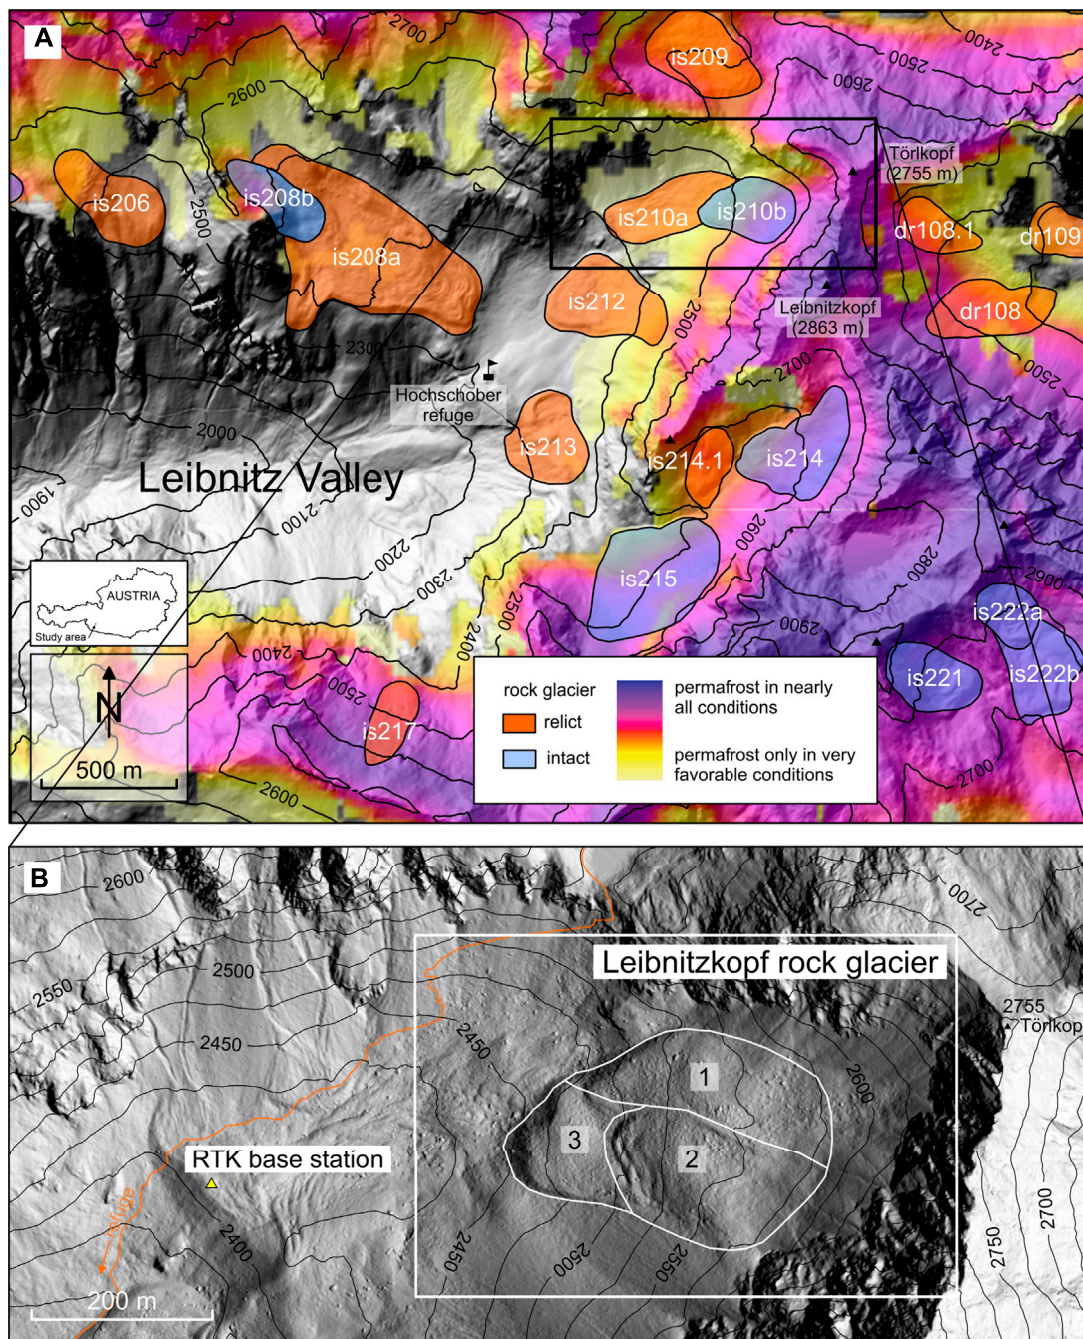 A
2700
2400
2500
is209
2600
2600
Törlkopf
(2755 m)
is206
is208b
2500
is210a
is210b
dr108.1
dr109
is208a
Leibnitzkopf
(2863 m)
is212
2500
dr108
2300
2700
2500
Hochschober
refuge
2000
is213
is214.1
is214
Leibnitz Valley
1900
2100
2600
2200
2300
2800
is215
AUSTRIA
Study area
2500
2400
2900
is222a
2400
2500
is221
is222b
N
500 m
is217
2600
2700
rock glacier
relict
intact
permafrost in nearly
all conditions
permafrost only in very
favorable conditions
B
2600
2700
2500
2550
Leibnitzkopf rock glacier
2755
Törlkop
2450
2450
2600
1
3
2
RTK base station
refuge
2400
2450
2500
2550
2700
2750
200 m